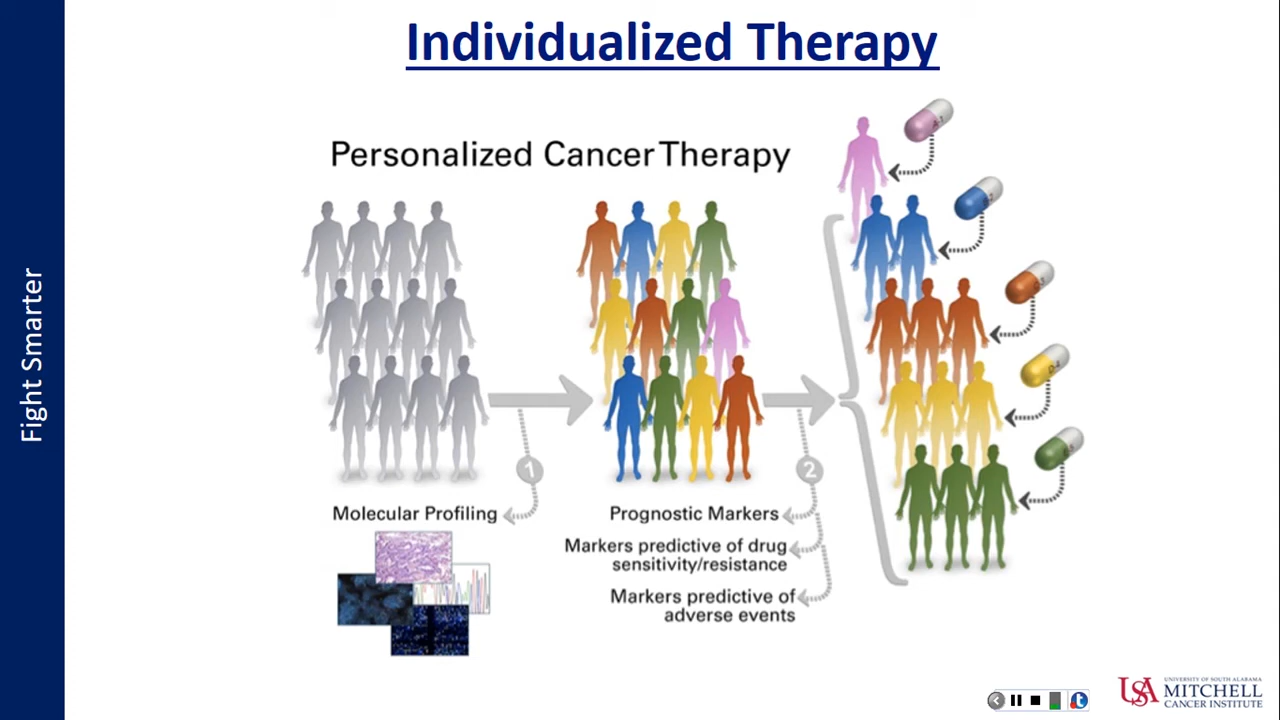 Individualized Therapy
Personalized Cancer Therapy
Fight Smarter
1
2
Molecular Profiling
Prognostic Markers
Markers predictive of drug
sensitivity/resistance
Markers predictive of
adverse events
USA
UNIVERSITY OF SOUTH ALABAMA
MITCHELL
CANCER INSTITUTE